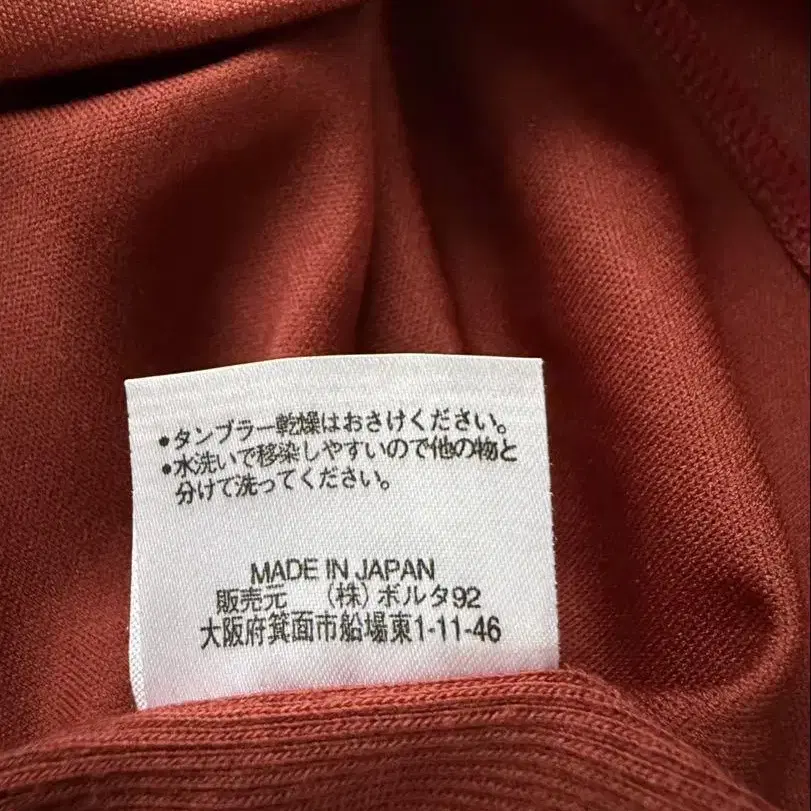 •タンブラー乾燥はおさけください。
•水洗いで移染しやすいので他の物と
分けて洗ってください。
MADE IN JAPAN
販売元 (株)ボルタ92
大阪府箕面市船場東1-11-46